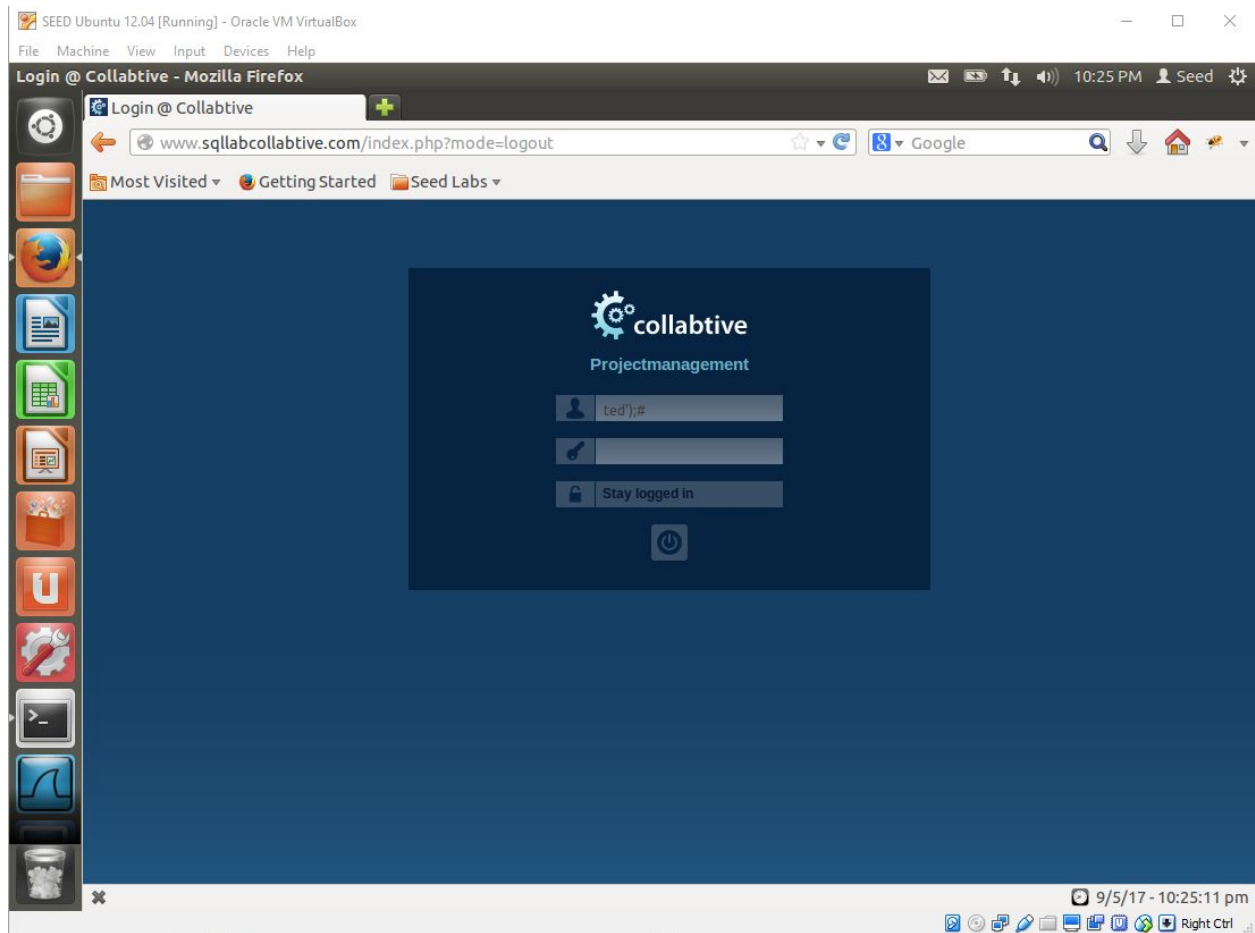 SEED Ubuntu 12.04 [Running] - Oracle VM VirtualBox
File Machine View Input Devices Help
Login @ Collabtive - Mozilla Firefox 10:25 PM Seed
Login @ Collabtive
www.sqllabcollabtive.com/index.php?mode=logout Google
Most Visited Getting Started Seed Labs
collabtive
Projectmanagement
ted');#
Stay logged in
9/5/17 - 10:25:11 pm
Right Ctrl